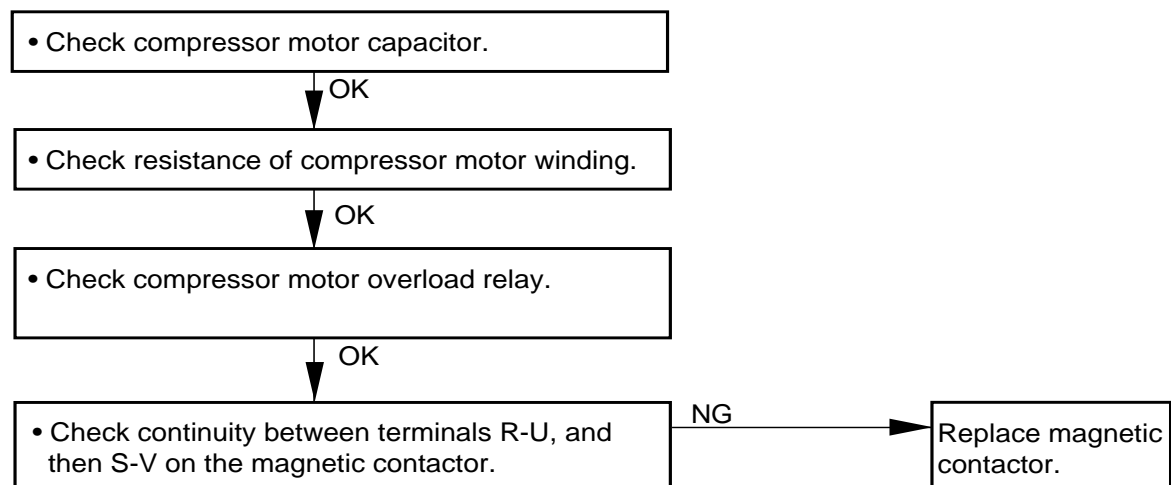 • Check compressor motor capacitor.
OK
• Check resistance of compressor motor winding.
OK
• Check compressor motor overload relay.
OK
• Check continuity between terminals R-U, and
then S-V on the magnetic contactor.
NG
Replace magnetic
contactor.